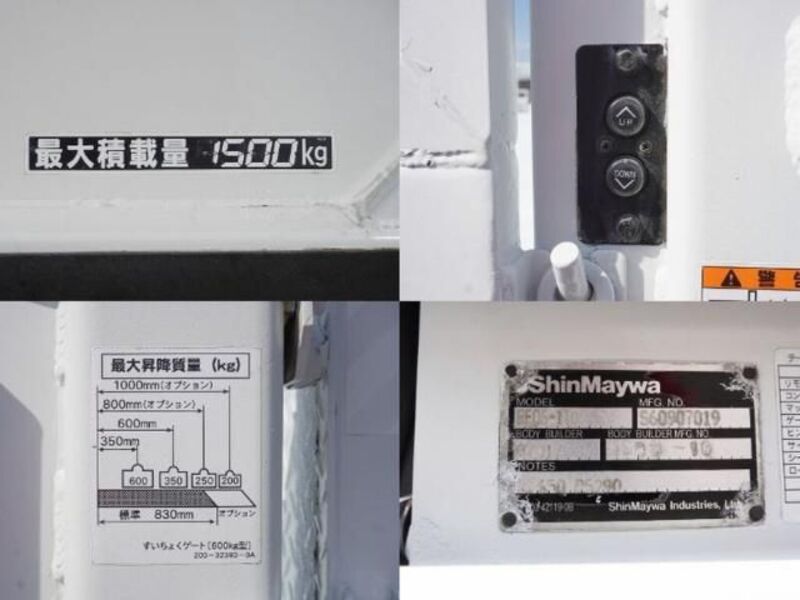 最大積載量 1500kg
UP
DOWN
警告
最大昇降質量 (kg)
1000mm(オプション)
800mm(オプション)
600mm
350mm
600 350 250 200
標準 830mm オプション
すいちょくゲート [600kg型]
ShinMaywa
MODEL MFG. NO.
S60907019
BODY BUILDER BODY BUILDER MFG. NO.
NOTES
ShinMaywa Industries, Ltd